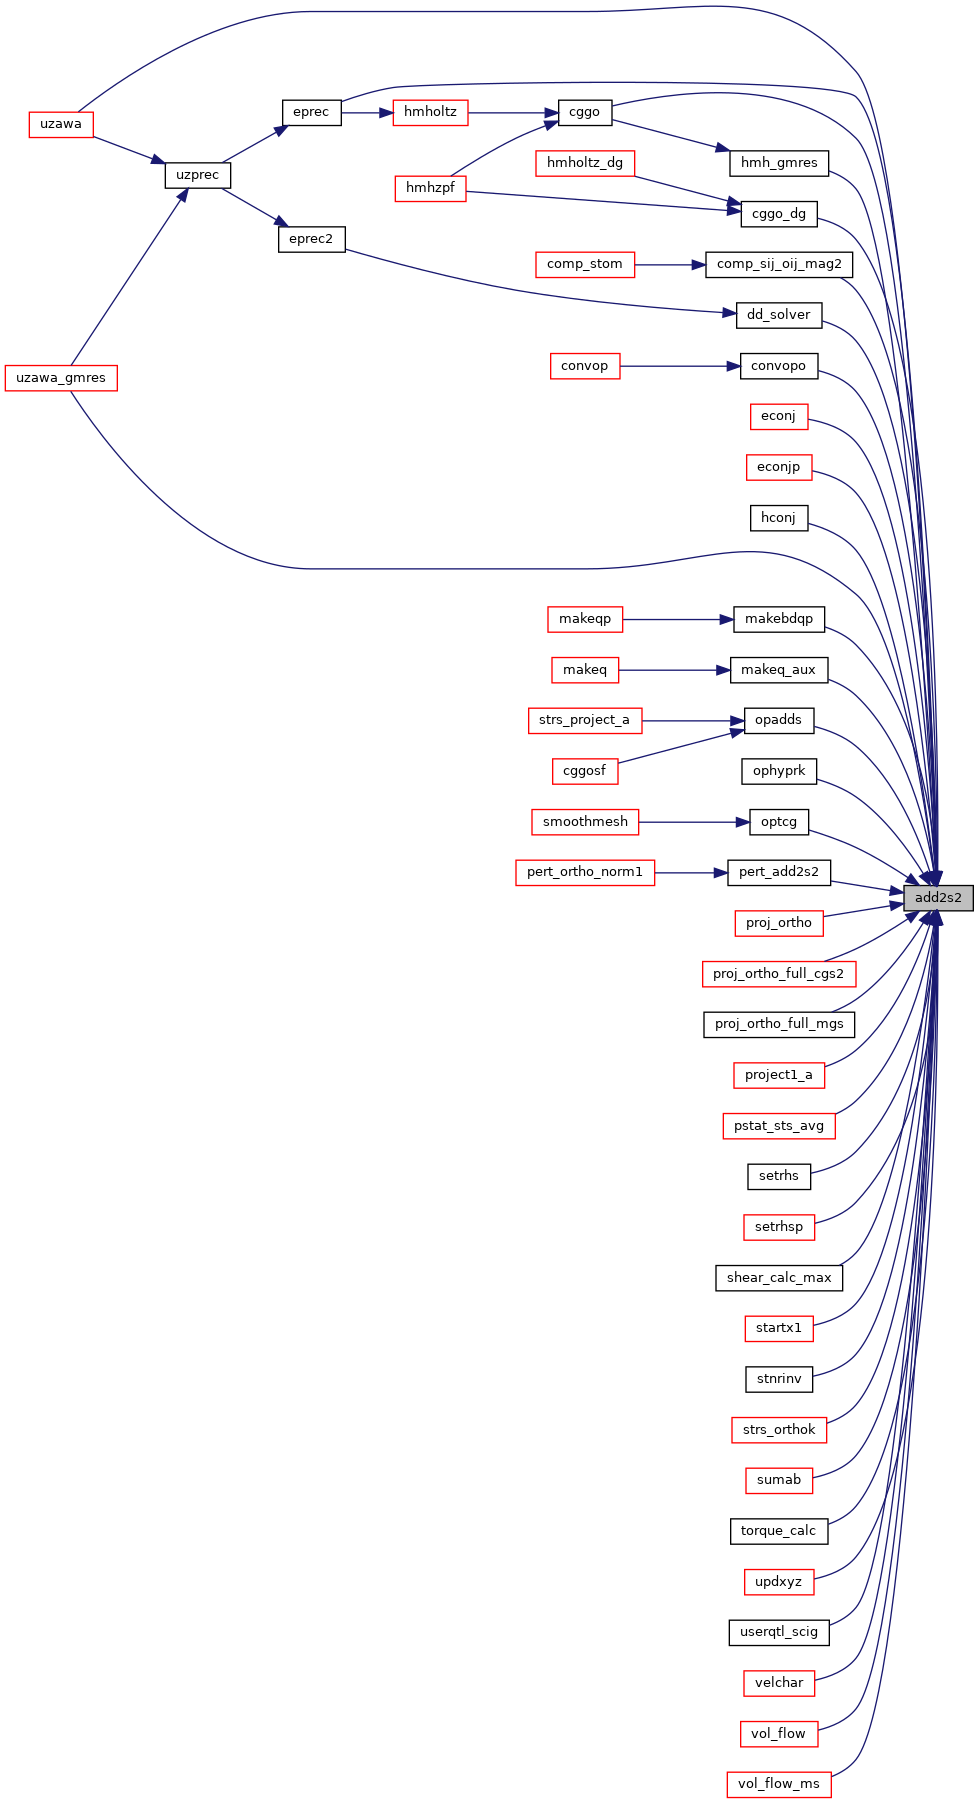 uzawa
eprec
hmholtz
cggo
uzprec
hmhzpf
hmholtz_dg
hmh_gmres
cggo_dg
eprec2
comp_stom
comp_sij_oij_mag2
dd_solver
uzawa_gmres
convop
convopo
econj
econjp
hconj
makeqp
makebdqp
makeq
makeq_aux
strs_project_a
opadds
cggosf
ophyprk
smoothmesh
optcg
pert_ortho_norm1
pert_add2s2
add2s2
proj_ortho
proj_ortho_full_cgs2
proj_ortho_full_mgs
project1_a
pstat_sts_avg
setrhs
setrhsp
shear_calc_max
startx1
stnrinv
strs_orthok
sumab
torque_calc
updxyz
userqtl_scig
velchar
vol_flow
vol_flow_ms